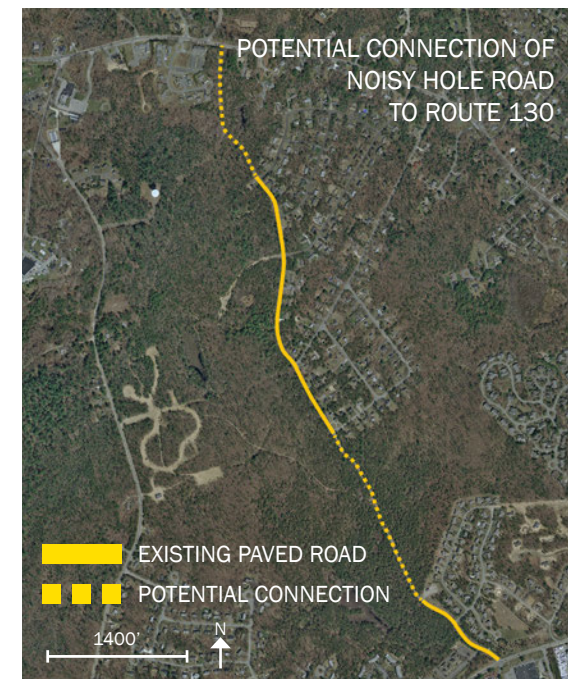 POTENTIAL CONNECTION OF
NOISY HOLE ROAD
TO ROUTE 130
EXISTING PAVED ROAD
POTENTIAL CONNECTION
1400'
N